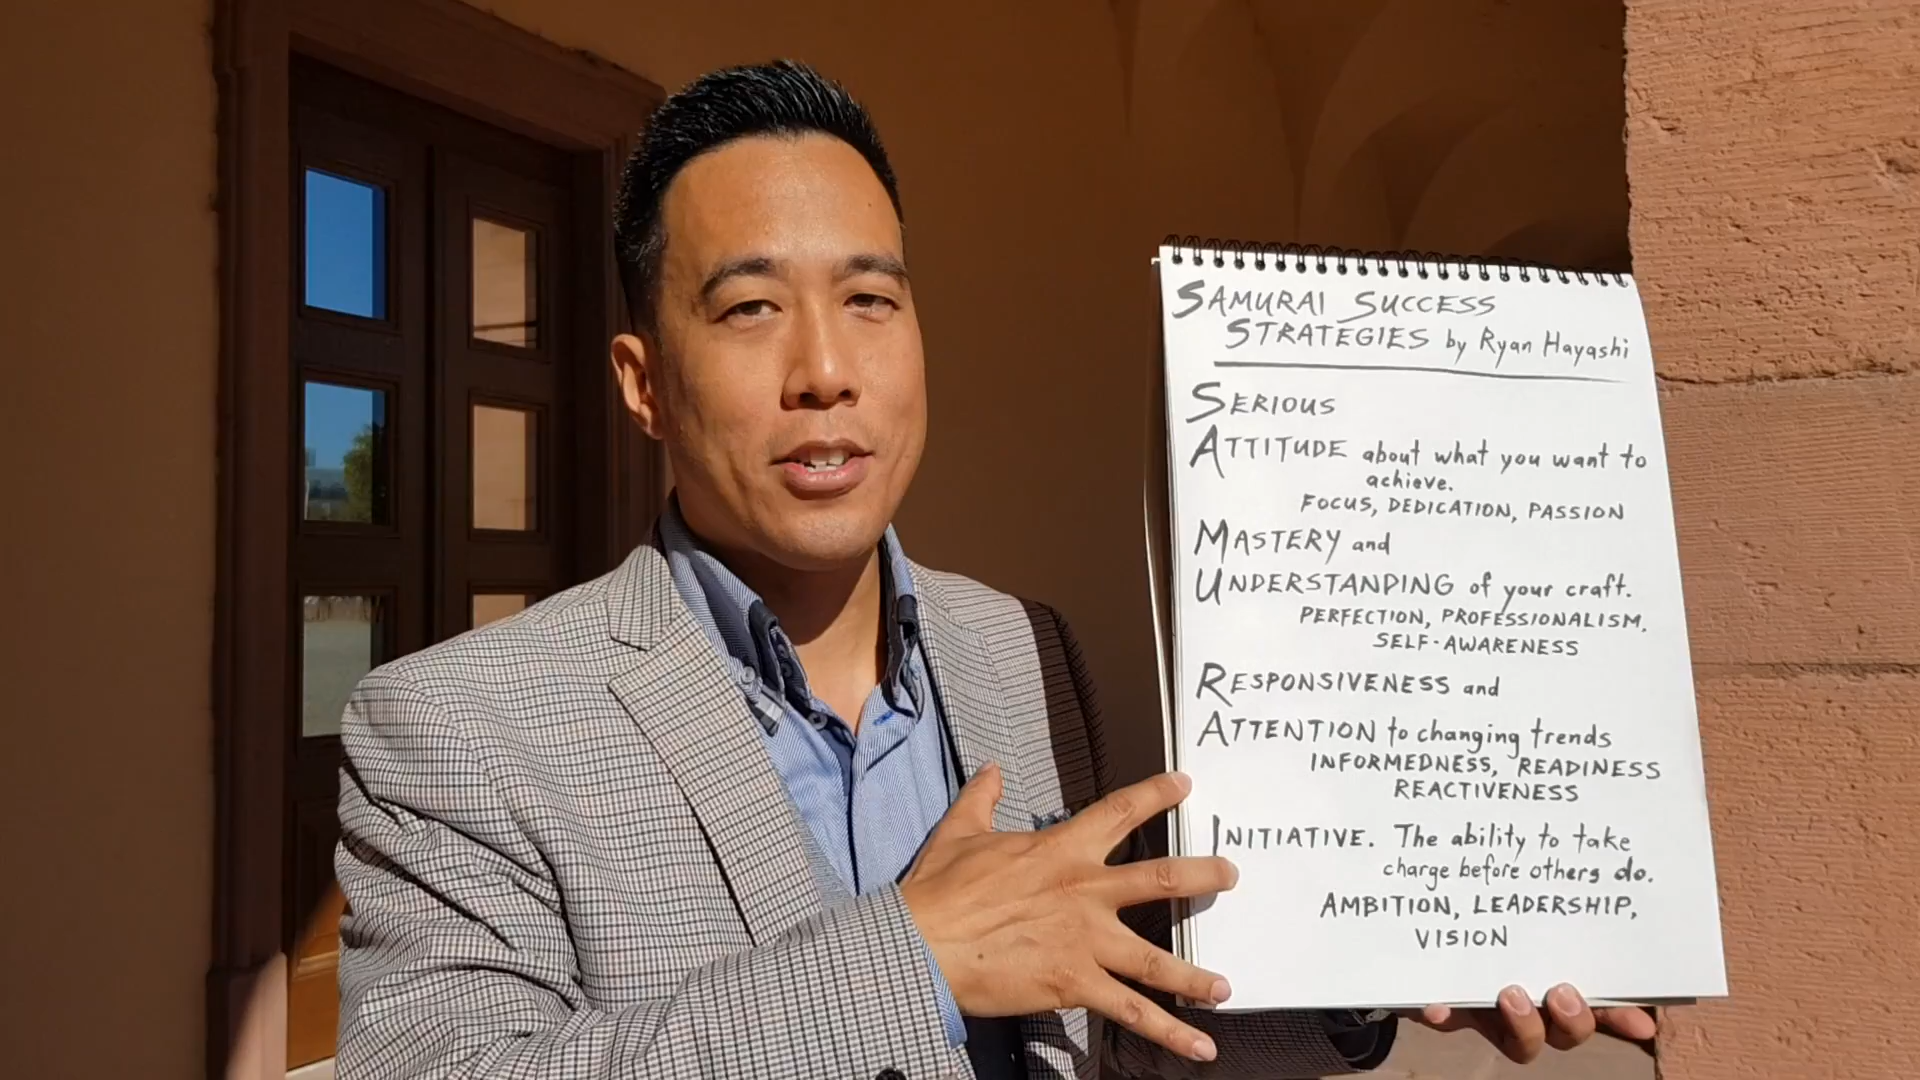 SAMURAI SUCCESS
STRATEGIES by Ryan Hayashi
SERIOUS
ATTITUDE about what you want to
achieve.
FOCUS, DEDICATION, PASSION
MASTERY and
UNDERSTANDING of your craft.
PERFECTION, PROFESSIONALISM,
SELF-AWARENESS
RESPONSIVENESS and
ATTENTION to changing trends
INFORMEDNESS, READINESS
REACTIVENESS
INITIATIVE. The ability to take
charge before others do.
AMBITION, LEADERSHIP,
VISION